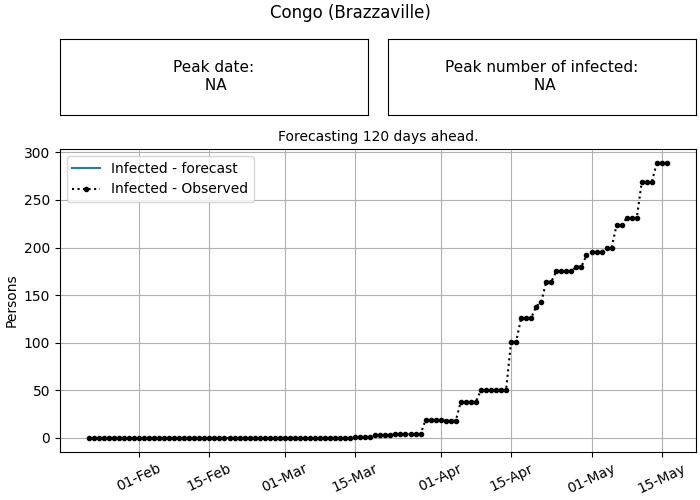 Congo (Brazzaville)
Peak date:
NA
Peak number of infected:
NA
Forecasting 120 days ahead.
Infected - forecast
Infected - Observed
Persons
300
250
200
150
100
50
0
01-Feb
15-Feb
01-Mar
15-Mar
01-Apr
15-Apr
01-May
15-May